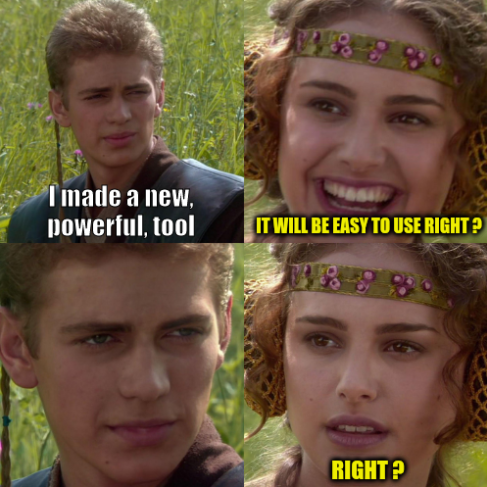 I made a new,
powerful, tool
IT WILL BE EASY TO USE RIGHT ?
RIGHT ?